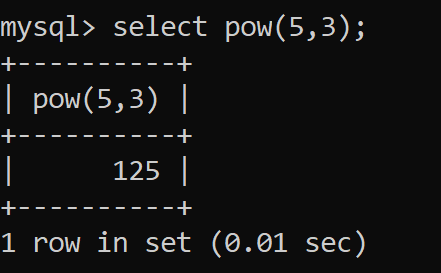 mysql> select pow(5,3);
+----------+
| pow(5,3) |
+----------+
|      125 |
+----------+
1 row in set (0.01 sec)